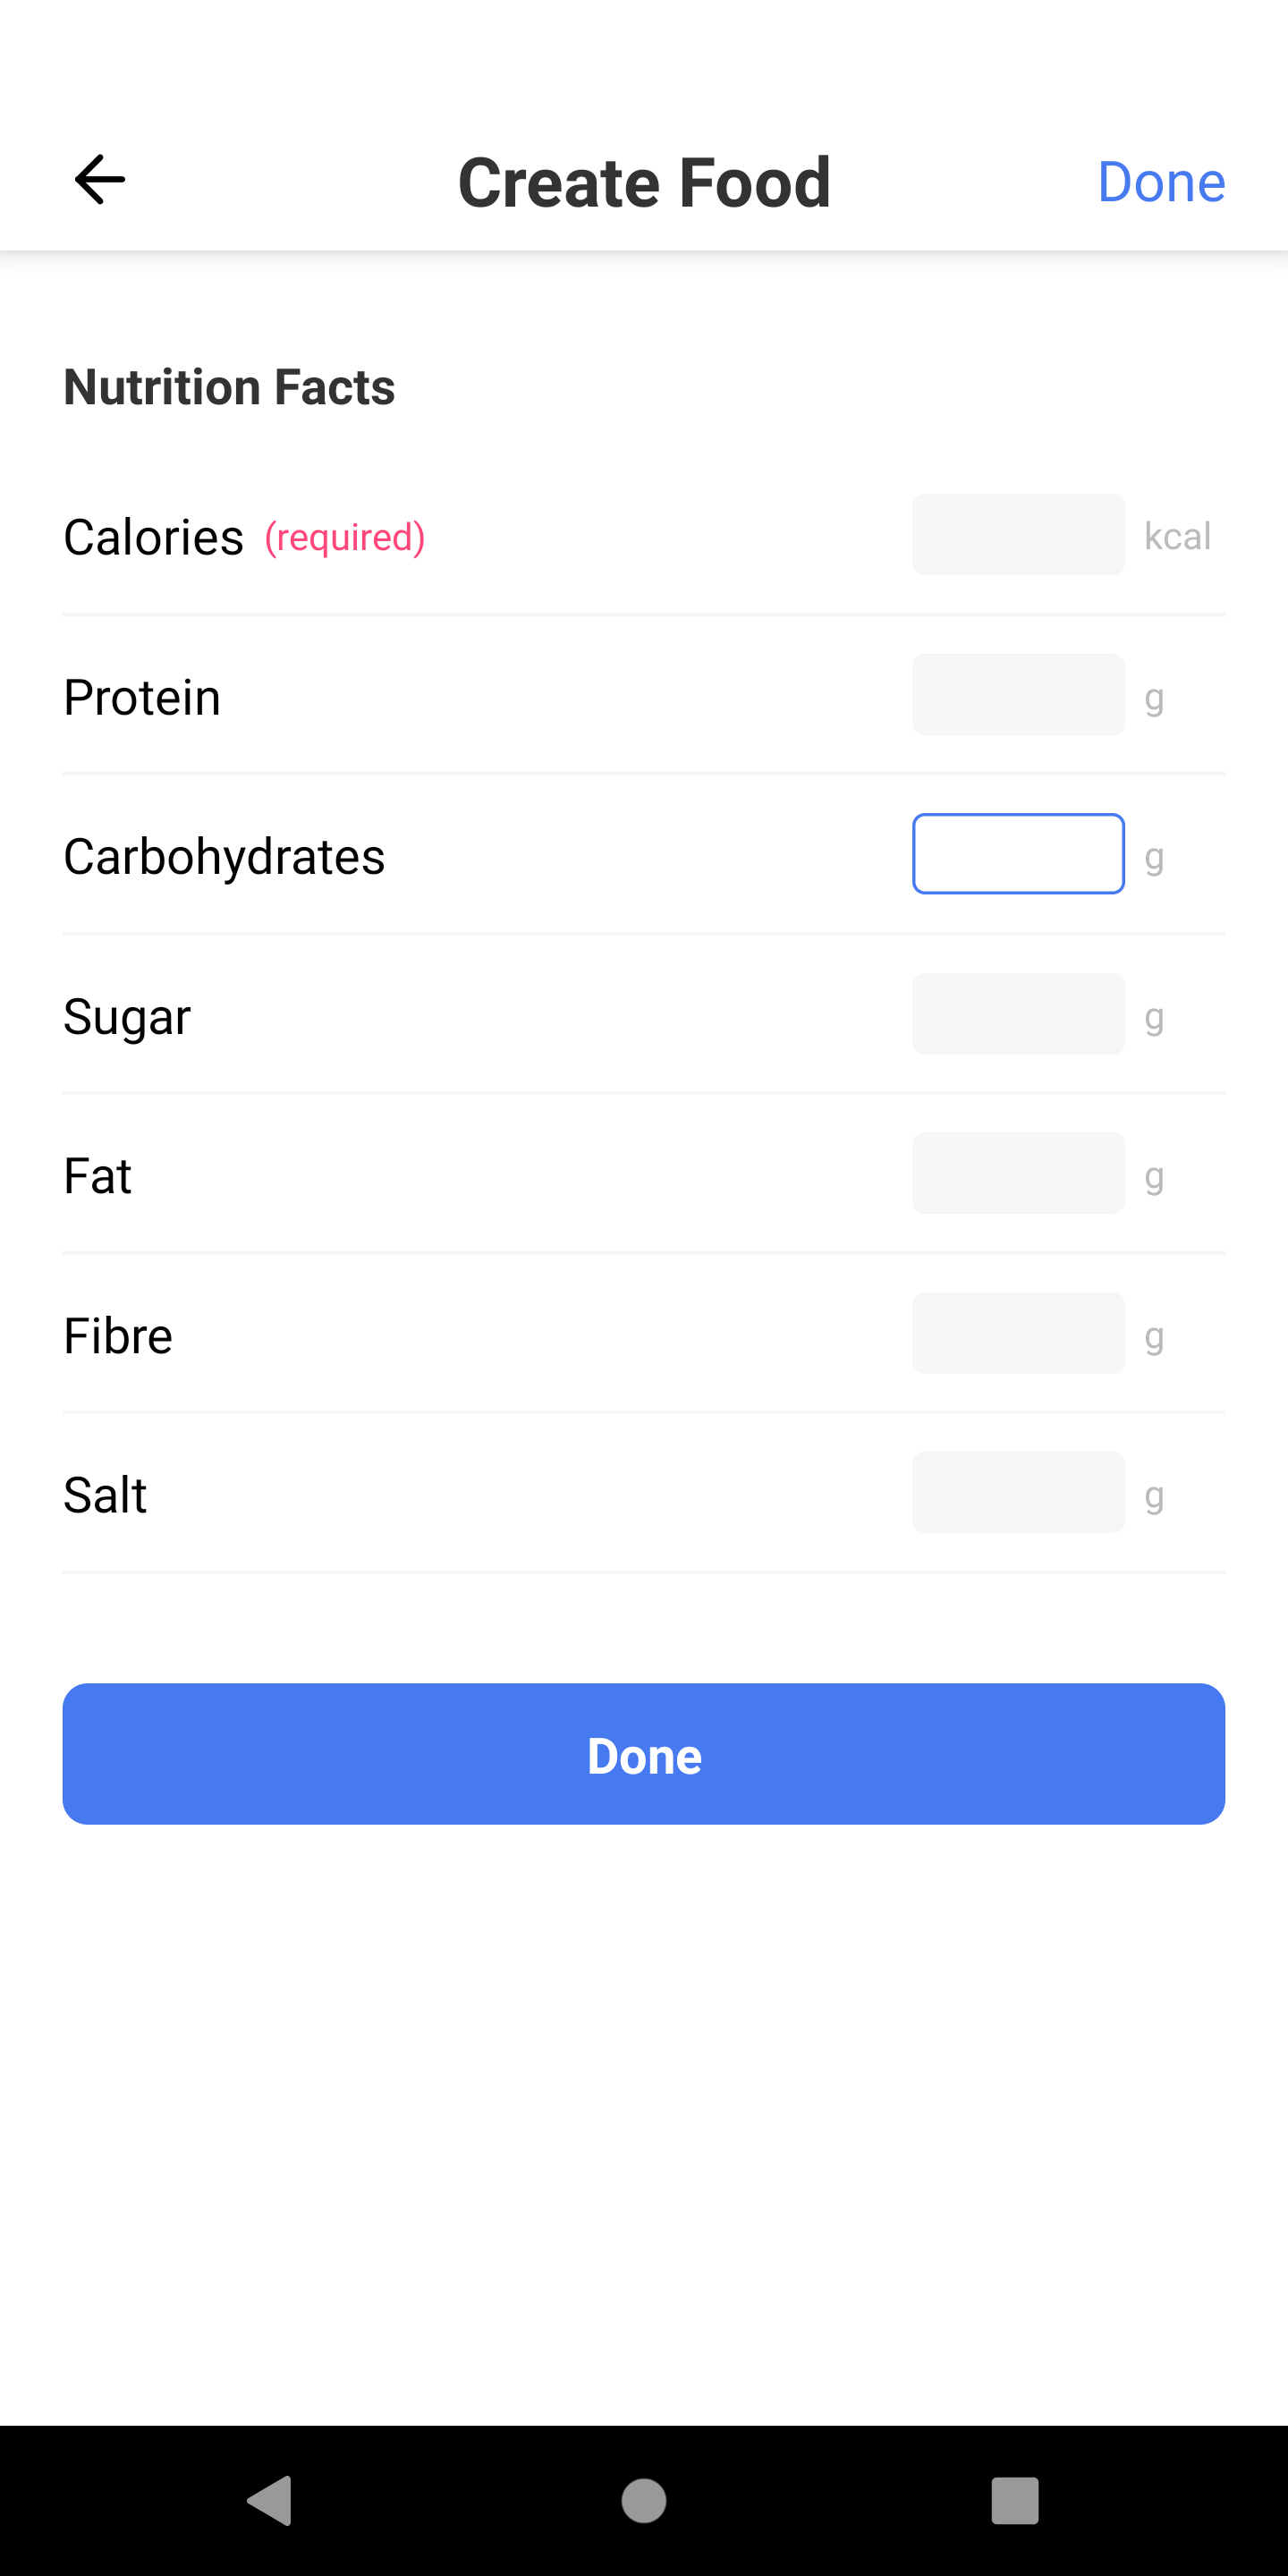 Create Food Done
Nutrition Facts
Calories (required) kcal
Protein g
Carbohydrates g
Sugar g
Fat g
Fibre g
Salt g
Done